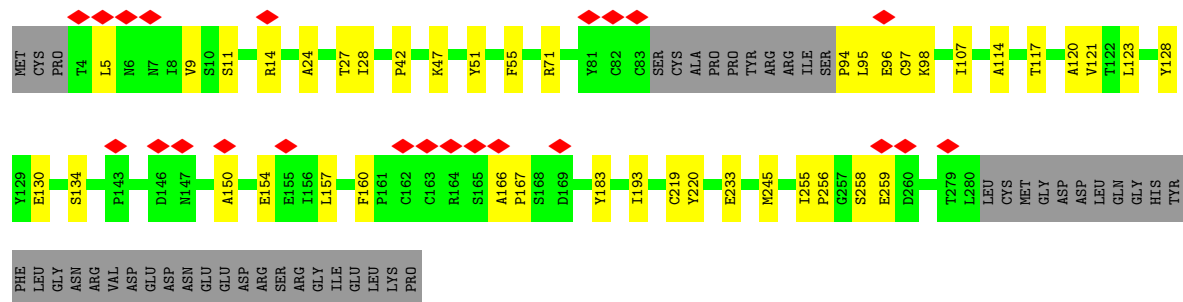 MET CYS PRO T4 L5 N6 N7 I8 V9 S10 S11 R14 A24 T27 I28 P42 K47 Y51 F55 R71 Y81 C82 C83 SER CYS ALA PRO PRO TYR ARG ARG ILE SER P94 L95 E96 C97 K98 I107 A114 T117 A120 V121 T122 L123 Y128
Y129 E130 S134 P143 D146 N147 A150 E154 E155 I156 L157 F160 P161 C162 C163 R164 S165 A166 P167 S168 D169 Y183 I193 C219 Y220 E233 M245 I255 P256 G257 S258 E259 D260 T279 L280 LEU CYS MET GLY ASP ASP LEU GLN GLY HIS TYR
PHE LEU GLY ASN ARG VAL ASP GLU ASP ASN GLU GLU ASP ARG SER ARG GLY ILE GLU LEU LYS PRO